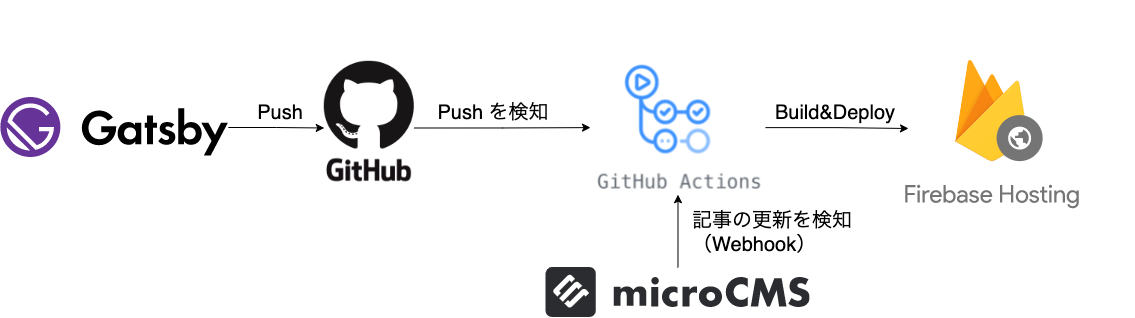 Gatsby
Push
GitHub
Push を検知
GitHub Actions
Build&Deploy
Firebase Hosting
記事の更新を検知
（Webhook）
microCMS